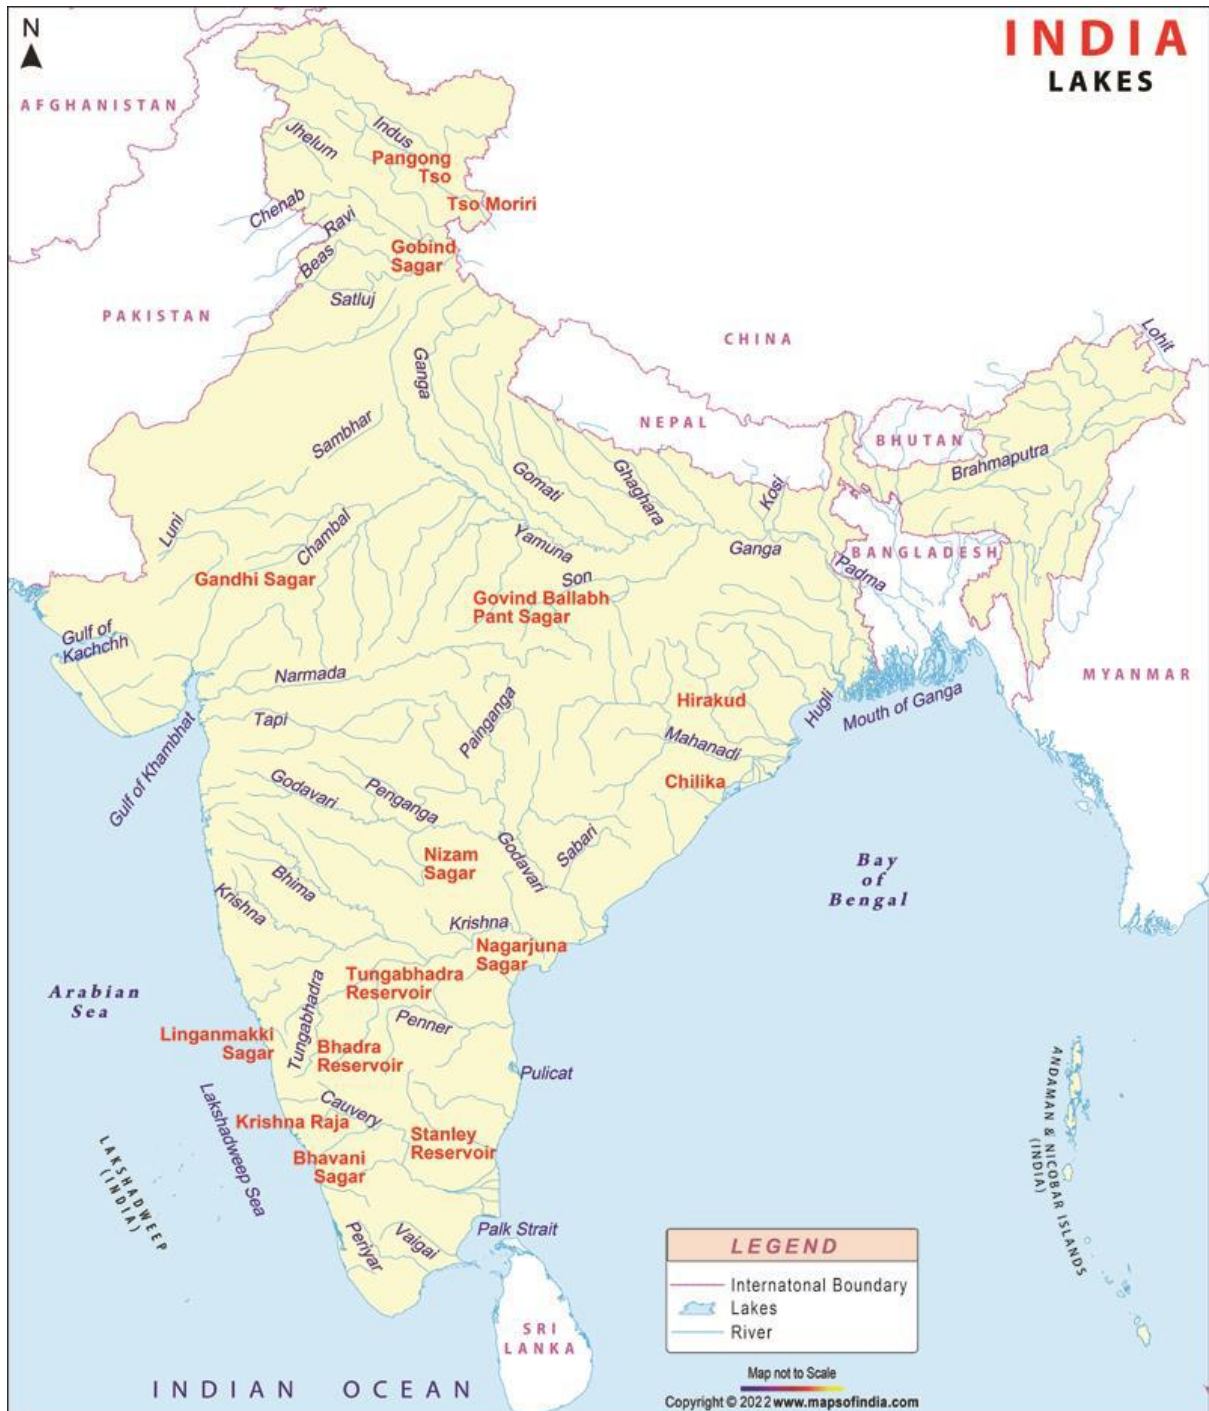 N
INDIA
LAKES
AFGHANISTAN
Indus
Jhelum
Pangong
Tso
Tso Moriri
Chenab
Ravi
Beas
Gobind
Sagar
Satluj
PAKISTAN
CHINA
Lohit
Ganga
NEPAL
BHUTAN
Sambhar
Brahmaputra
Gomati
Ghaghara
Kosi
Luni
Chambal
Yamuna
Ganga
BANGLADESH
Padma
Gandhi Sagar
Son
Govind Ballabh
Pant Sagar
Gulf of
Kachchh
Narmada
MYANMAR
Hirakud
Hugli
Mouth of Ganga
Tapi
Painganga
Mahanadi
Gulf of Khambhat
Chilika
Godavari
Penganga
Nizam
Sagar
Godavari
Sabari
Bay
of
Bengal
Bhima
Krishna
Krishna
Nagarjuna
Sagar
Tungabhadra
Reservoir
Arabian
Sea
Tungabhadra
Penner
Linganmakki
Sagar
Bhadra
Reservoir
Pulicat
Lakshadweep Sea
Cauvery
Krishna Raja
Stanley
Reservoir
Bhavani
Sagar
LAKSHADWEEP
(INDIA)
ANDAMAN & NICOBAR ISLANDS
(INDIA)
Periyar
Vaigai
Palk Strait
SRI
LANKA
INDIAN OCEAN
LEGEND
Internatonal Boundary
Lakes
River
Map not to Scale
Copyright © 2022 www.mapsofindia.com